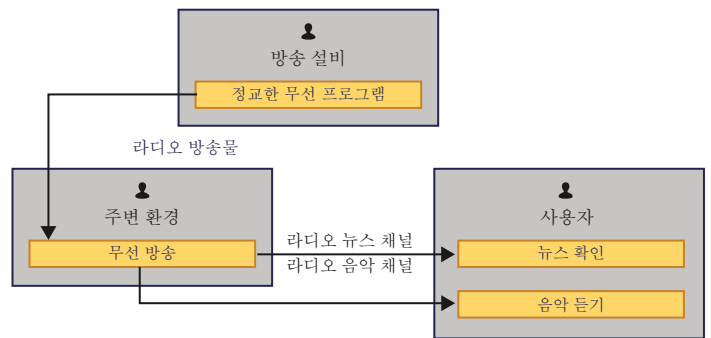 방송 설비
정교한 무선 프로그램
라디오 방송물
주변 환경
무선 방송
라디오 뉴스 채널
라디오 음악 채널
사용자
뉴스 확인
음악 듣기